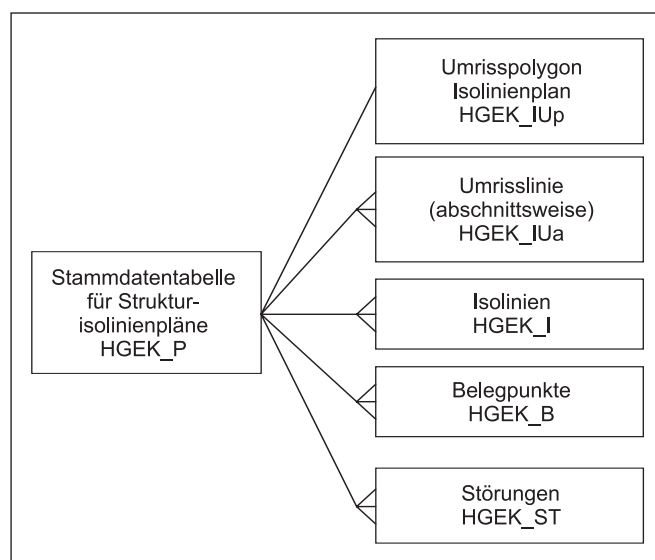 Umrisspolygon
Isolinienplan
HGEK_IUp
Umrisslinie
(abschnittsweise)
HGEK_IUa
Stammdatentabelle
für Struktur-
isolinienpläne
HGEK_P
Isolinien
HGEK_I
Belegpunkte
HGEK_B
Störungen
HGEK_ST